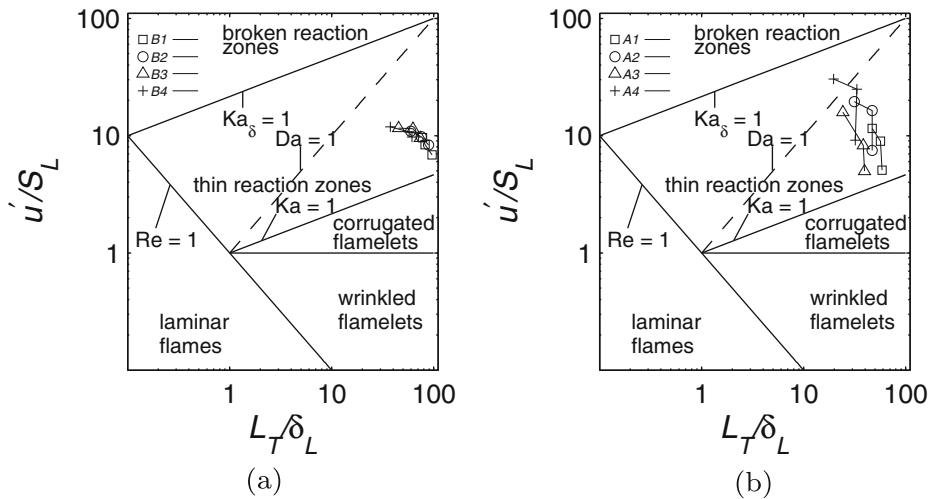 100
10
1
u′/S_L
B1
B2
B3
B4
broken reaction
zones
Ka_δ = 1
Da = 1
thin reaction zones
Ka = 1
Re = 1
corrugated
flamelets
wrinkled
flamelets
laminar
flames
1
10
100
L_T/δ_L
(a)
100
10
1
u′/S_L
A1
A2
A3
A4
broken reaction
zones
Ka_δ = 1
Da = 1
thin reaction zones
Ka = 1
Re = 1
corrugated
flamelets
wrinkled
flamelets
laminar
flames
1
10
100
L_T/δ_L
(b)